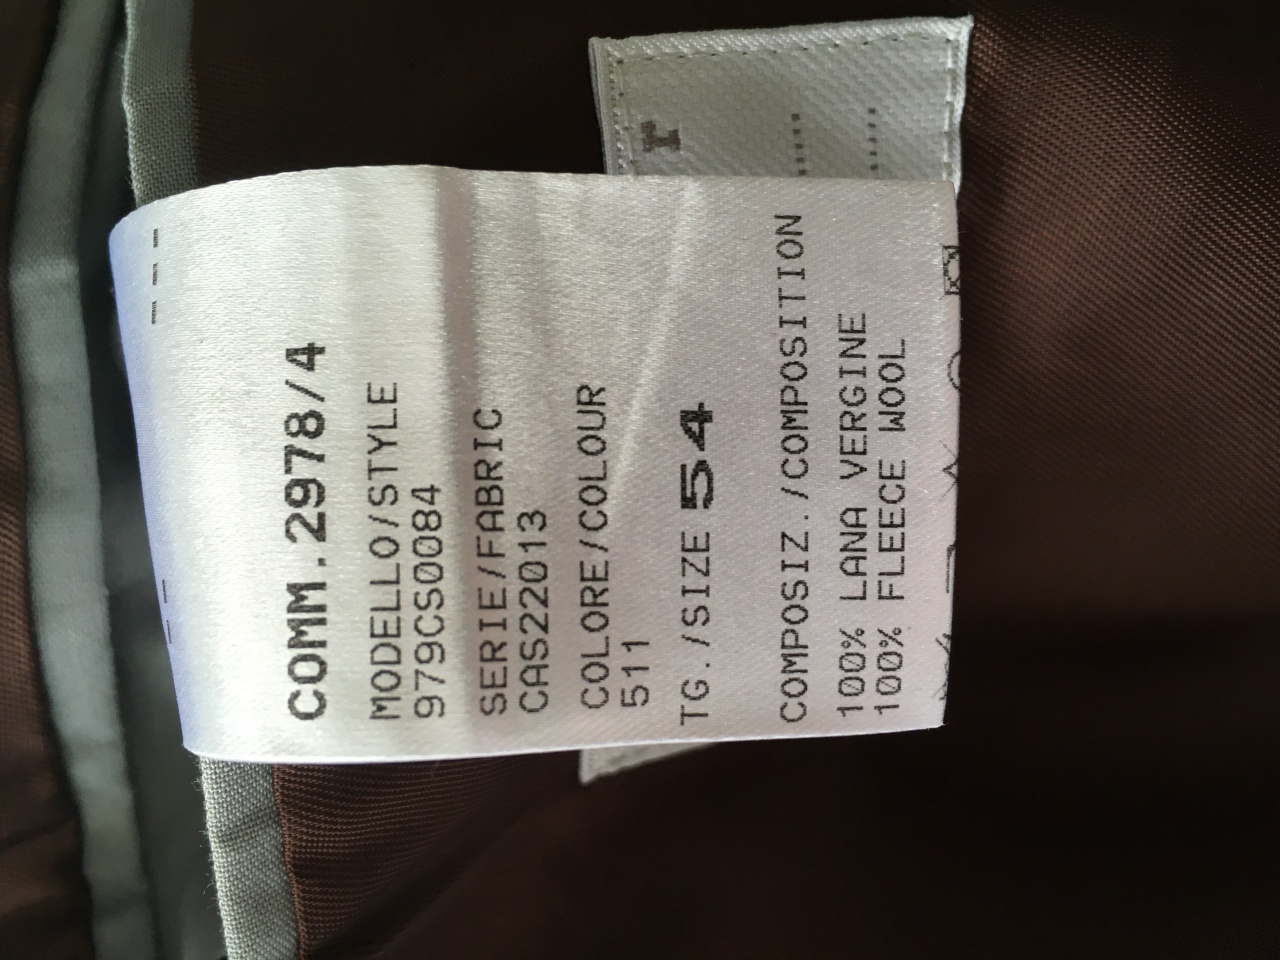 COMM.2978/4
MODELLO/STYLE
979CS0084
SERIE/FABRIC
CAS22013
COLORE/COLOUR
511
TG./SIZE 54
COMPOSIZ./COMPOSITION
100% LANA VERGINE
100% FLEECE WOOL